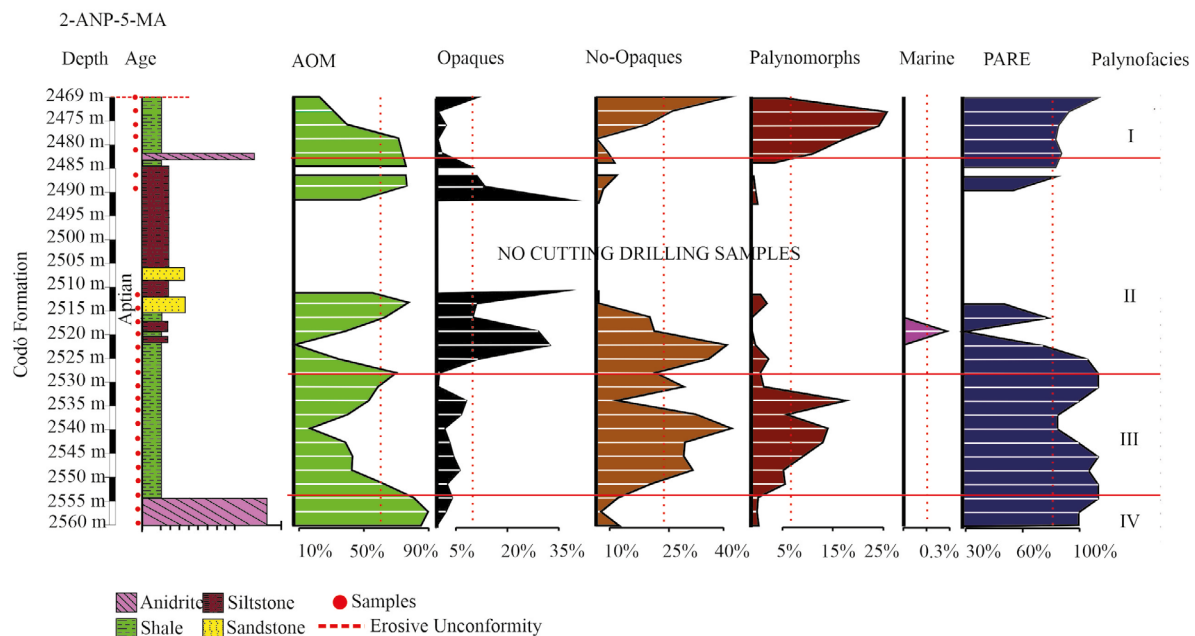 2-ANP-5-MA
Depth Age AOM Opaques No-Opaques Palynomorphs Marine PARE Palynofacies
2469 m
2475 m
2480 m
2485 m
2490 m
2495 m
2500 m
2505 m
2510 m
2515 m
2520 m
2525 m
2530 m
2535 m
2540 m
2545 m
2550 m
2555 m
2560 m
Codó Formation
Aptian
NO CUTTING DRILLING SAMPLES
I
II
III
IV
10% 50% 90% 5% 20% 35% 10% 25% 40% 5% 15% 25% 0.3% 30% 60% 100%
Anidrite Siltstone Samples
Shale Sandstone Erosive Unconformity